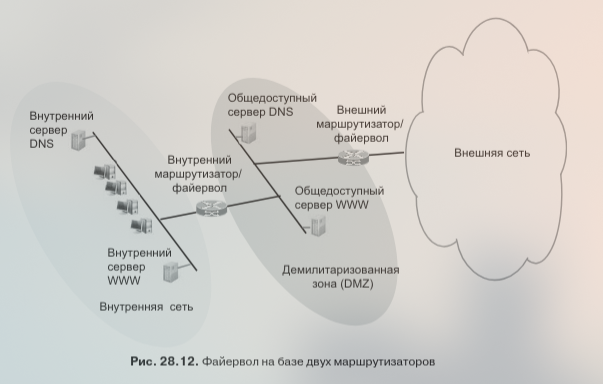 Внутренний
сервер
DNS
Внутренний
маршрутизатор/
файервол
Внутренний
сервер
WWW
Внутренняя сеть
Общедоступный
сервер DNS
Внешний
маршрутизатор/
файервол
Общедоступный
сервер WWW
Демилитаризованная
зона (DMZ)
Внешняя сеть
Рис. 28.12. Файервол на базе двух маршрутизаторов